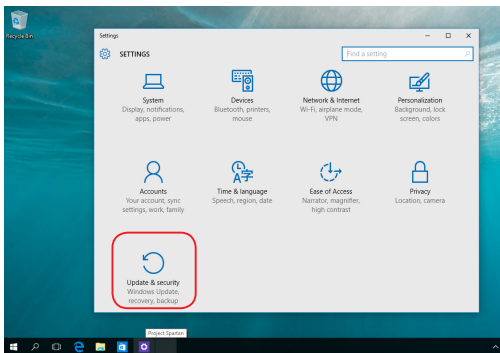 Recycle Bin
Settings
SETTINGS
Find a setting
System
Display, notifications,
apps, power
Devices
Bluetooth, printers,
mouse
Network & Internet
Wi-Fi, airplane mode,
VPN
Personalization
Background, lock
screen, colors
Accounts
Your account, sync
settings, work, family
Time & language
Speech, region, date
Ease of Access
Narrator, magnifier,
high contrast
Privacy
Location, camera
Update & security
Windows Update,
recovery, backup
Project Spartan